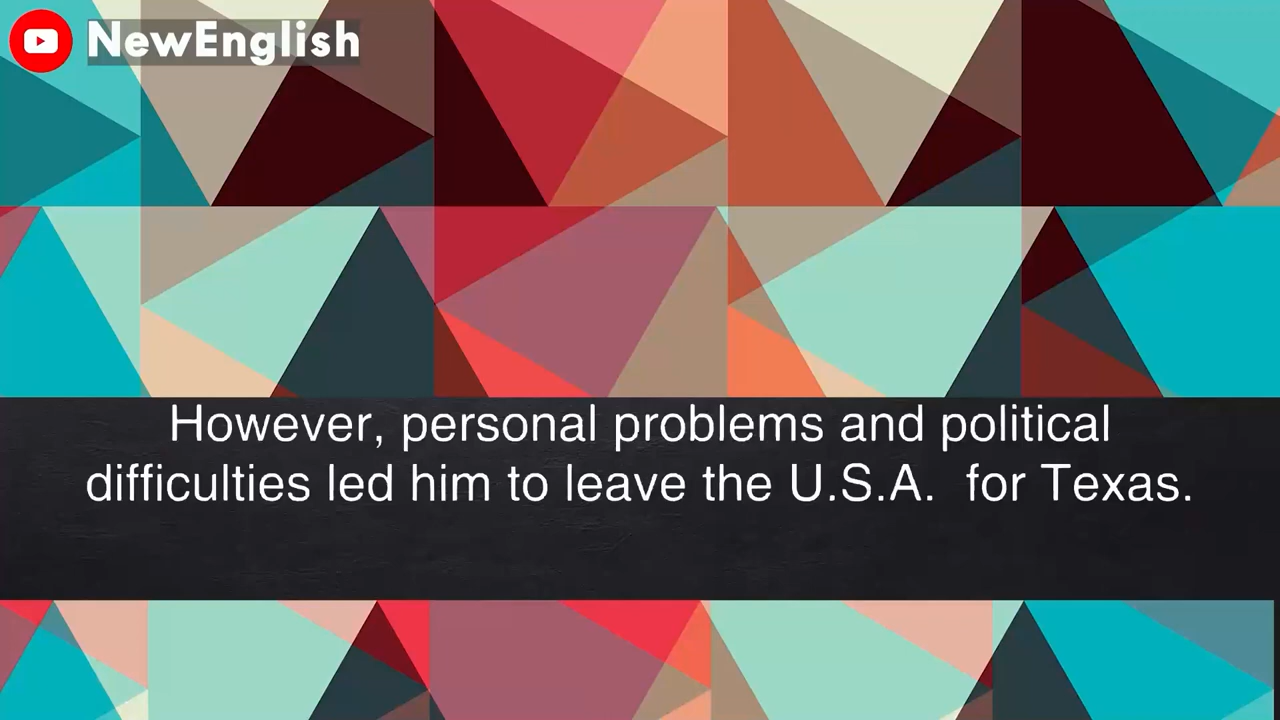 NewEnglish
However, personal problems and political
difficulties led him to leave the U.S.A.  for Texas.